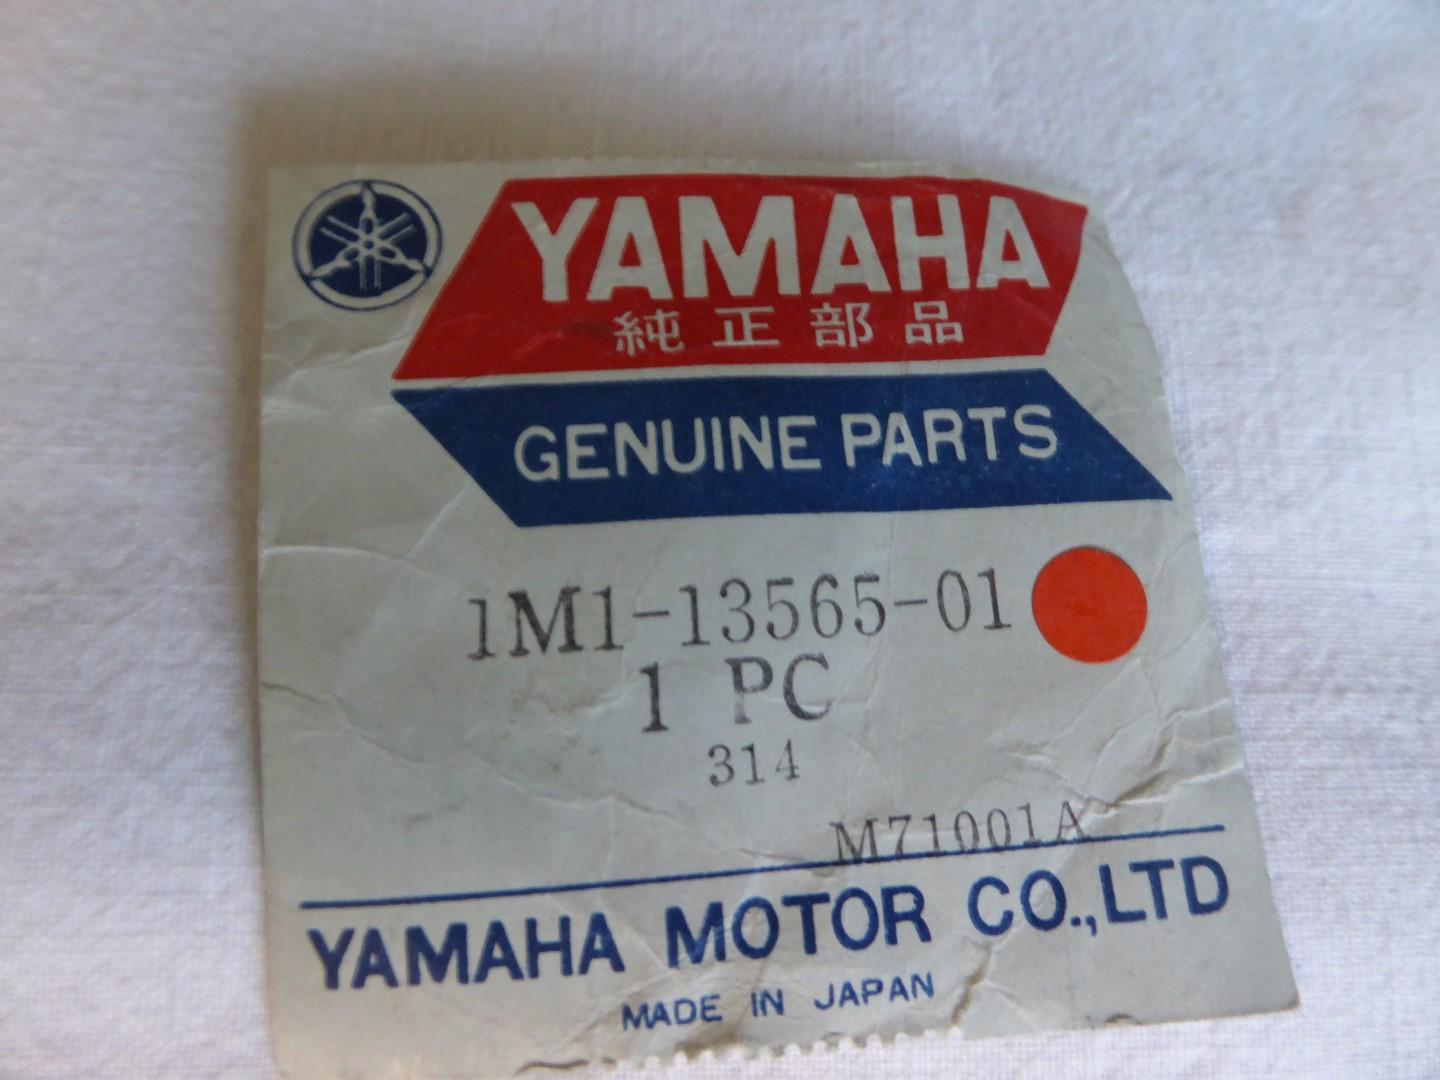 YAMAHA
純正部品
GENUINE PARTS
1M1-13565-01
1 PC
314
M71001A
YAMAHA MOTOR CO.,LTD
MADE IN JAPAN